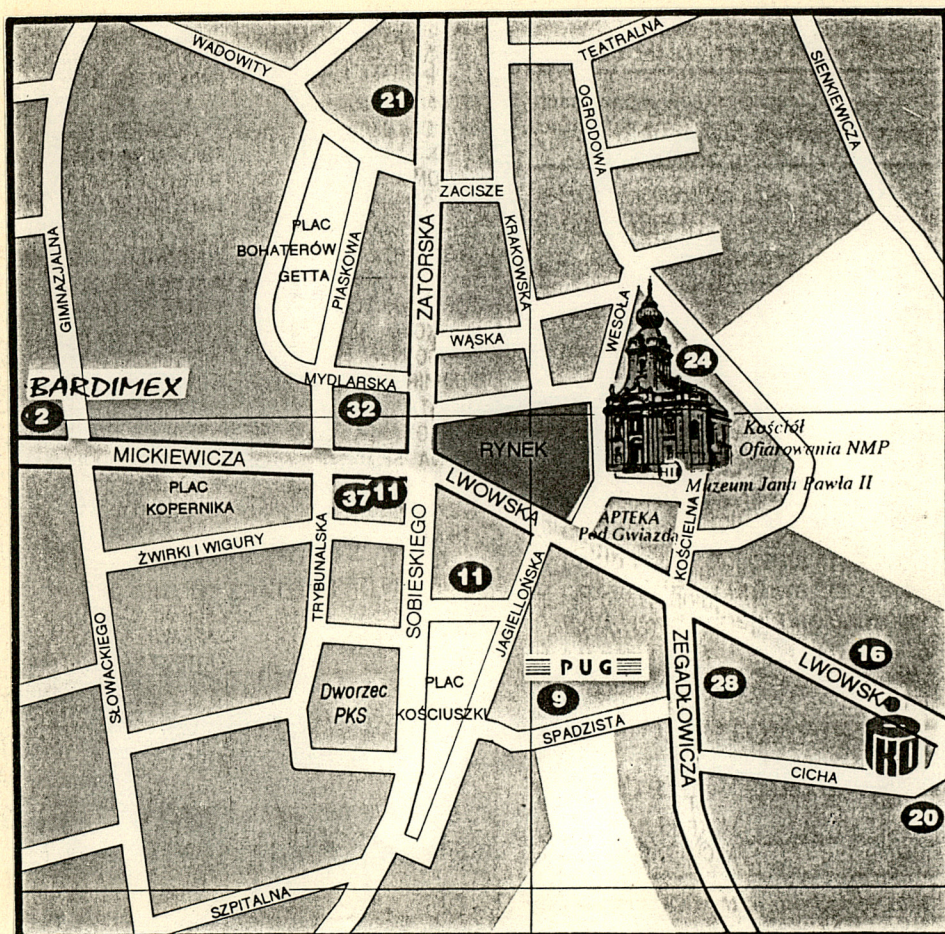 WADOWITY
TEATRALNA
SIENKIEWICZA
21
OGRODOWA
ZACISZE
PLAC
BOHATERÓW
GETTA
PIASKOWA
ZATORSKA
KRAKOWSKA
GIMNAZJALNA
WĄSKA
WESOŁA
24
BARDIMEX
2
MYDLARSKA
32
MICKIEWICZA
RYNEK
Kościół
Ofiarowania NMP
Muzeum Jana Pawła II
PLAC
KOPERNIKA
37
11
LWOWSKA
APTEKA
Pod Gwiazdą
KOŚCIELNA
ŻWIRKI I WIGURY
TRYBUNALSKA
SOBIESKIEGO
11
JAGIELLOŃSKA
SŁOWACKIEGO
Dworzec
PKS
PLAC
KOŚCIUSZKI
PUG
9
SPADZISTA
ZEGADŁOWICZA
28
16
LWOWSKA
CICHA
20
SZPITALNA